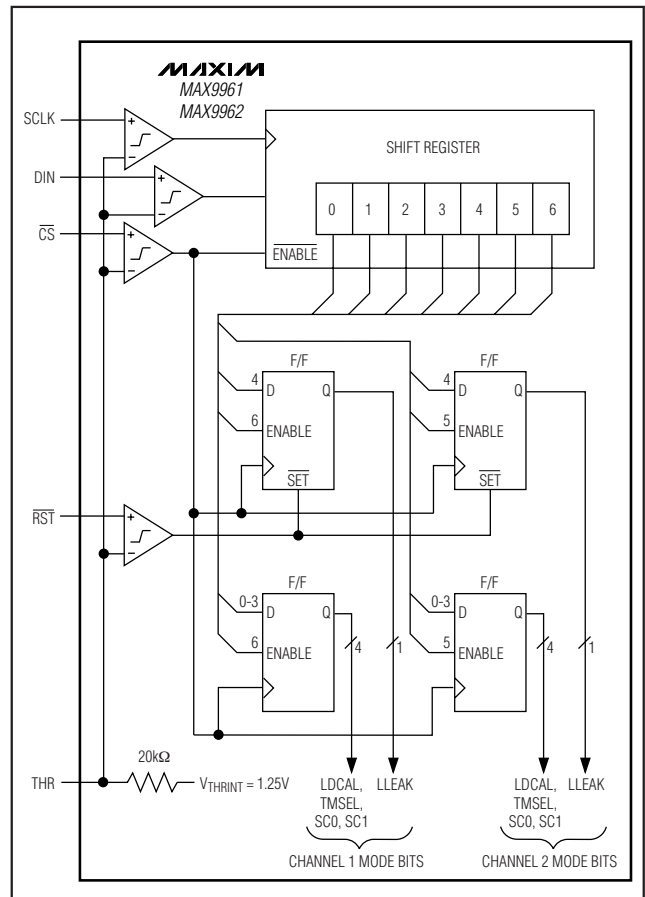 MAXIM
MAX9961
MAX9962
SCLK
SHIFT REGISTER
DIN
0 1 2 3 4 5 6
CS
ENABLE
F/F F/F
4 D Q 4 D Q
6 ENABLE 5 ENABLE
SET SET
RST
F/F F/F
0-3 D Q 0-3 D Q
6 ENABLE 4 1 5 ENABLE 4 1
20kΩ
THR VTHRINT = 1.25V
LDCAL, LLEAK LDCAL, LLEAK
TMSEL, TMSEL,
SC0, SC1 SC0, SC1
CHANNEL 1 MODE BITS CHANNEL 2 MODE BITS